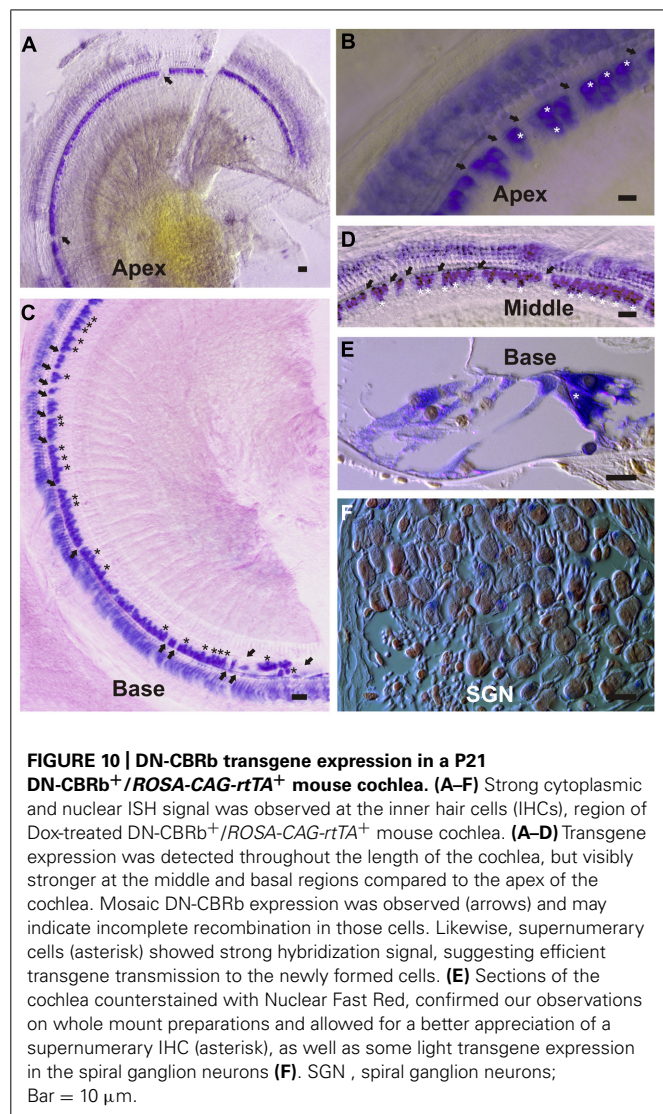 A
Apex
B
Apex
C
Base
D
Middle
E
Base
F
SGN
FIGURE 10 | DN-CBRb transgene expression in a P21
DN-CBRb+/ROSA-CAG-rtTA+ mouse cochlea. (A–F) Strong cytoplasmic
and nuclear ISH signal was observed at the inner hair cells (IHCs), region of
Dox-treated DN-CBRb+/ROSA-CAG-rtTA+ mouse cochlea. (A–D) Transgene
expression was detected throughout the length of the cochlea, but visibly
stronger at the middle and basal regions compared to the apex of the
cochlea. Mosaic DN-CBRb expression was observed (arrows) and may
indicate incomplete recombination in those cells. Likewise, supernumerary
cells (asterisk) showed strong hybridization signal, suggesting efficient
transgene transmission to the newly formed cells. (E) Sections of the
cochlea counterstained with Nuclear Fast Red, confirmed our observations
on whole mount preparations and allowed for a better appreciation of a
supernumerary IHC (asterisk), as well as some light transgene expression
in the spiral ganglion neurons (F). SGN , spiral ganglion neurons;
Bar = 10 μm.